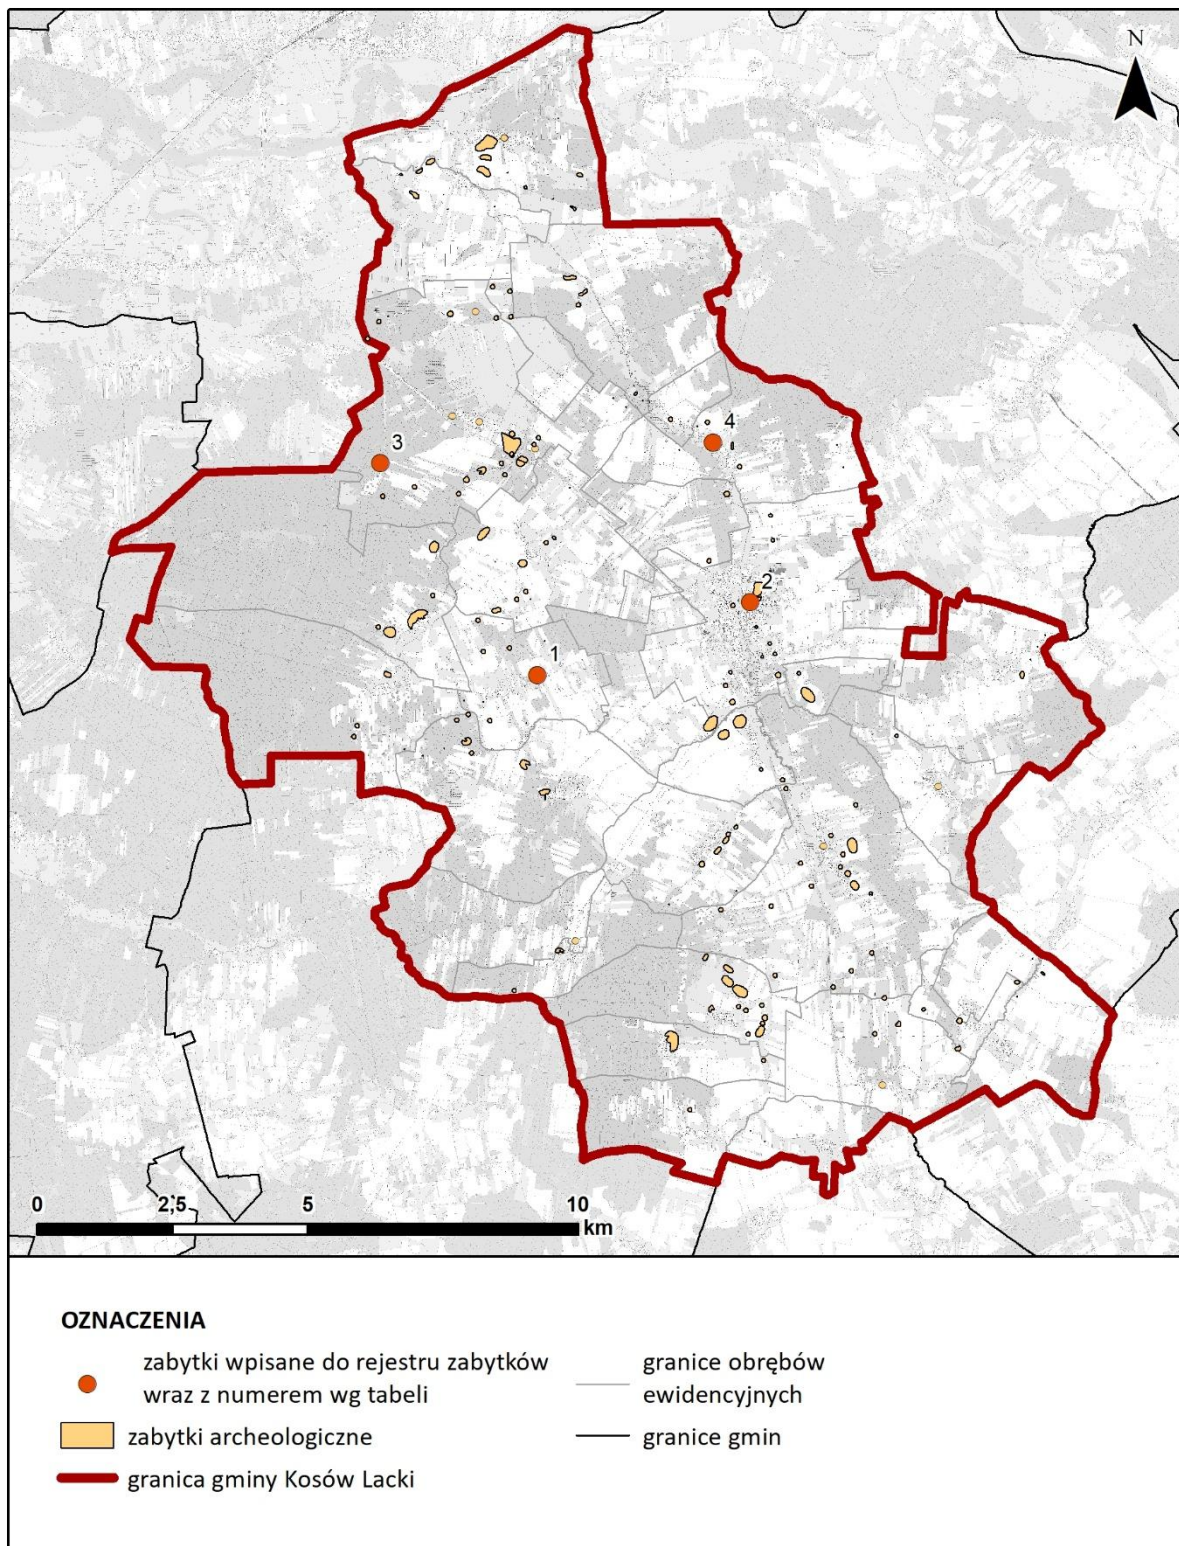 N
4
3
2
1
0 2,5 5 10
km
OZNACZENIA
zabytki wpisane do rejestru zabytków
wraz z numerem wg tabeli
zabytki archeologiczne
granica gminy Kosów Lacki
granice obrębów
ewidencyjnych
granice gmin